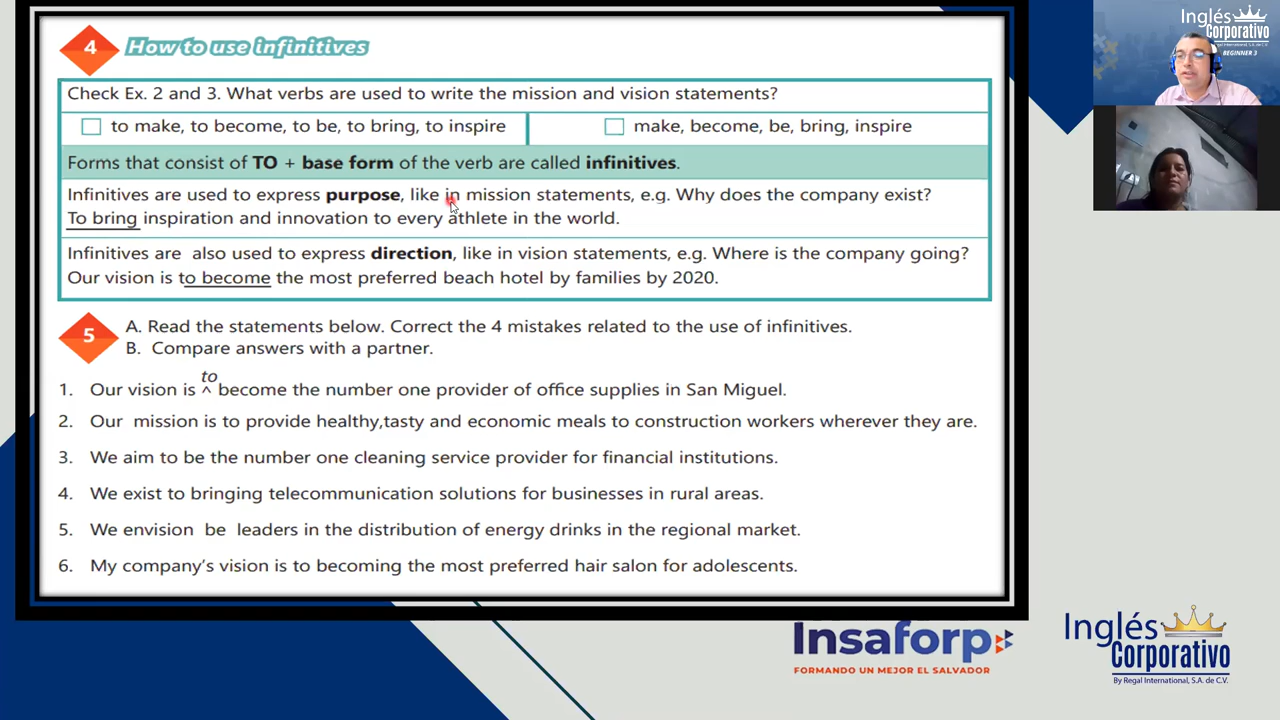 4 How to use infinitives
Check Ex. 2 and 3. What verbs are used to write the mission and vision statements?
to make, to become, to be, to bring, to inspire
make, become, be, bring, inspire
Forms that consist of TO + base form of the verb are called infinitives.
Infinitives are used to express purpose, like in mission statements, e.g. Why does the company exist?
To bring inspiration and innovation to every athlete in the world.
Infinitives are also used to express direction, like in vision statements, e.g. Where is the company going?
Our vision is to become the most preferred beach hotel by families by 2020.
5
A. Read the statements below. Correct the 4 mistakes related to the use of infinitives.
B. Compare answers with a partner.
to
1. Our vision is ^ become the number one provider of office supplies in San Miguel.
2. Our mission is to provide healthy,tasty and economic meals to construction workers wherever they are.
3. We aim to be the number one cleaning service provider for financial institutions.
4. We exist to bringing telecommunication solutions for businesses in rural areas.
5. We envision be leaders in the distribution of energy drinks in the regional market.
6. My company's vision is to becoming the most preferred hair salon for adolescents.
Inglés
Corporativo
By Regal International, S.A. de C.V.
BEGINNER 3
Insaforp
FORMANDO UN MEJOR EL SALVADOR
Inglés
Corporativo
By Regal International, S.A. de C.V.